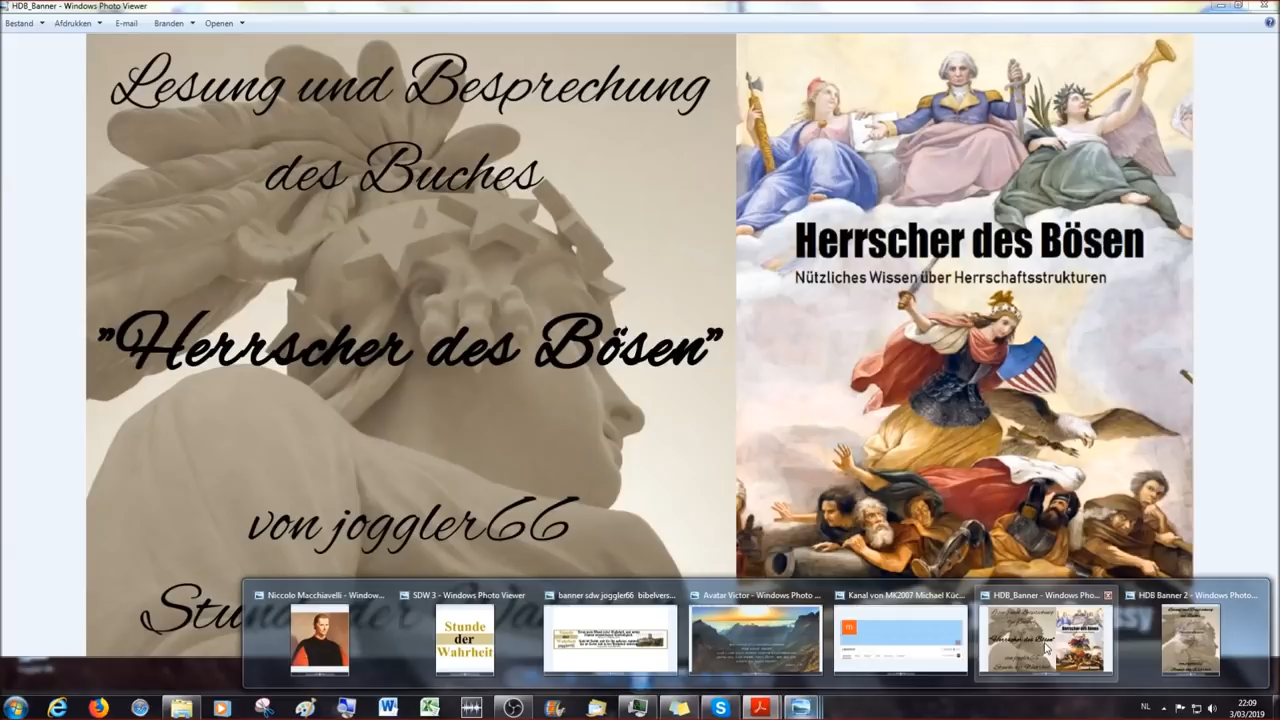 HDB_Banner - Windows Photo Viewer
Bestand Afdrukken E-mail Branden Openen
Lesung und Besprechung
des Buches
"Herrscher des Bösen"
von joggler66
Herrscher des Bösen
Nützliches Wissen über Herrschaftsstrukturen
Niccolo Macchiavelli - Window...
SDW 3 - Windows Photo Viewer
banner sdw joggler66 bibelvers...
Avatar Victor - Windows Photo ...
Kanal von MK2007 Michael Küc...
HDB_Banner - Windows Pho...
HDB Banner 2 - Windows Photo...
Stunde
der
Wahrheit
NL
22:09
3/03/2019